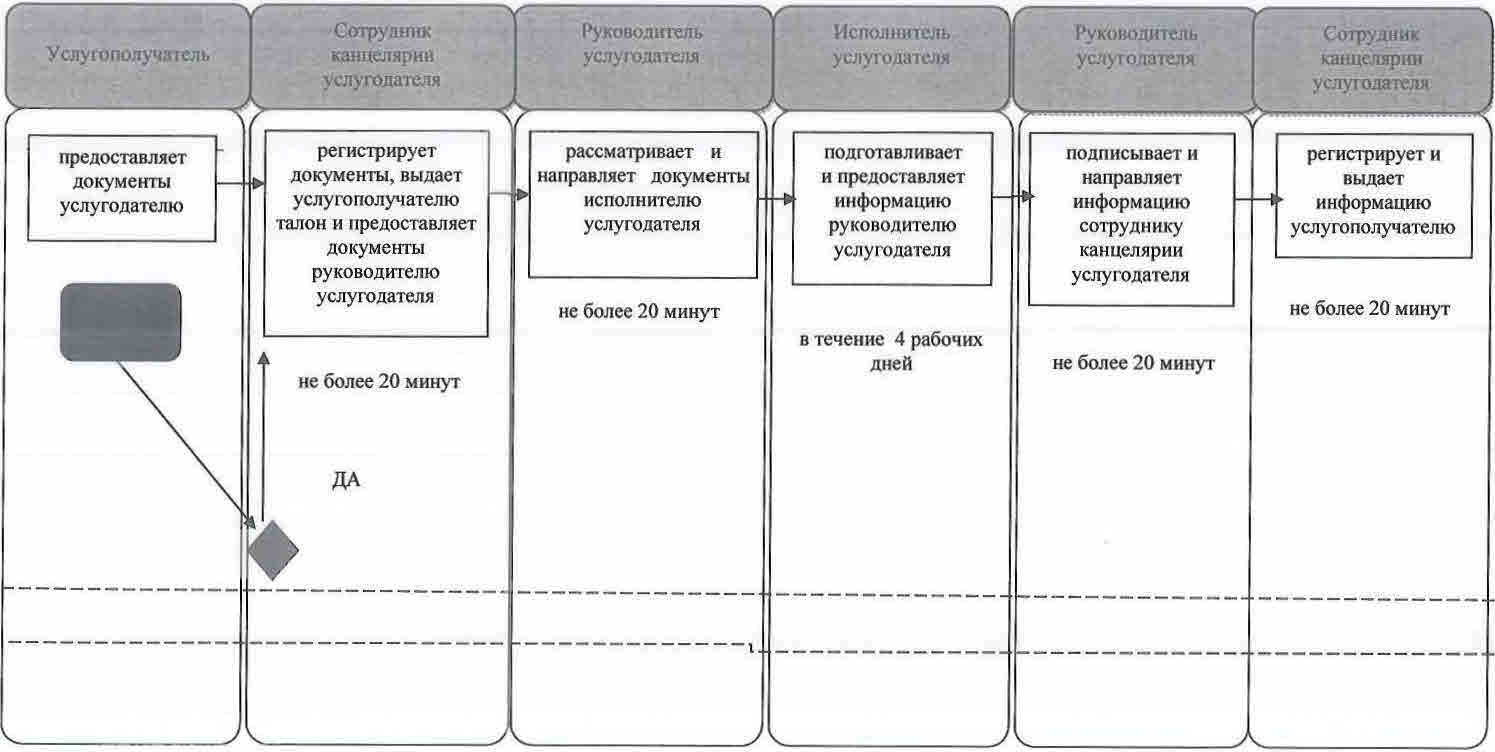 Услугополучатель
Сотрудник
канцелярии
услугодателя
Руководитель
услугодателя
Исполнитель
услугодателя
Руководитель
услугодателя
Сотрудник
канцелярии
услугодателя
предоставляет
документы
услугодателю
регистрирует
документы, выдает
услугополучателю
талон и предоставляет
документы
руководителю
услугодателя
не более 20 минут
ДА
рассматривает и
направляет документы
исполнителю
услугодателя
не более 20 минут
подготавливает
и предоставляет
информацию
руководителю
услугодателя
в течение 4 рабочих
дней
подписывает и
направляет
информацию
сотруднику
канцелярии
услугодателя
не более 20 минут
регистрирует и
выдает
информацию
услугополучателю
не более 20 минут